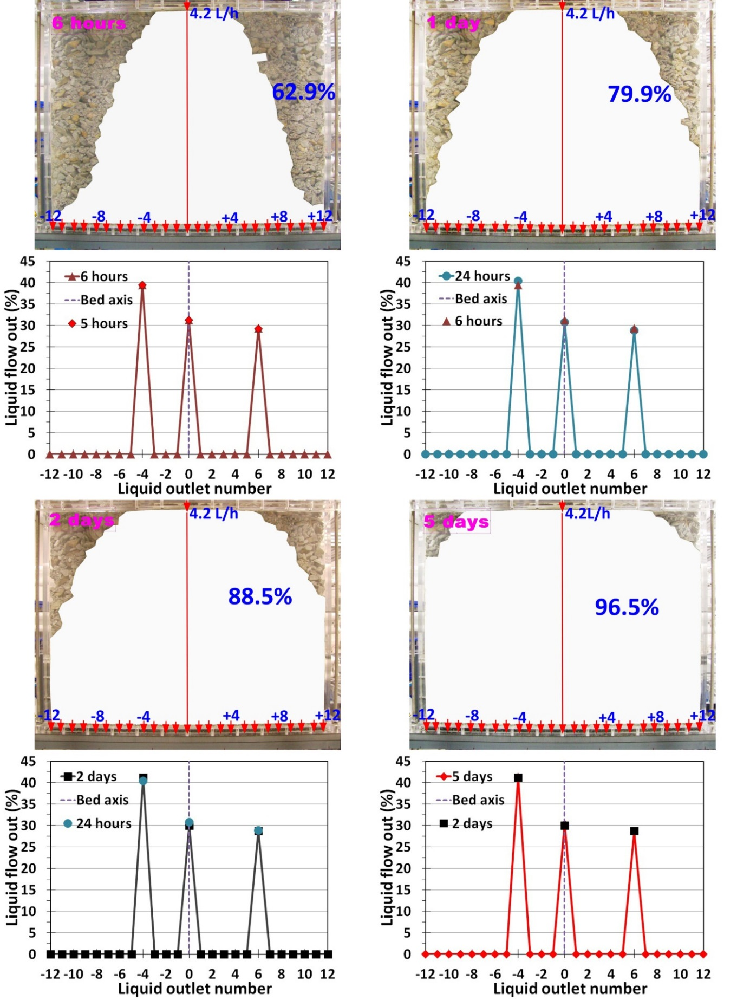 6 hours
4.2 L/h
62.9%
-12 -8 -4 +4 +8 +12
1 day
4.2 L/h
79.9%
-12 -8 -4 +4 +8 +12
Liquid flow out (%)
45
40
35
30
25
20
15
10
5
0
6 hours
Bed axis
5 hours
-12 -10 -8 -6 -4 -2 0 2 4 6 8 10 12
Liquid outlet number
Liquid flow out (%)
45
40
35
30
25
20
15
10
5
0
24 hours
Bed axis
6 hours
-12 -10 -8 -6 -4 -2 0 2 4 6 8 10 12
Liquid outlet number
2 days
4.2 L/h
88.5%
-12 -8 -4 +4 +8 +12
5 days
4.2L/h
96.5%
-12 -8 -4 +4 +8 +12
Liquid flow out (%)
45
40
35
30
25
20
15
10
5
0
2 days
Bed axis
24 hours
-12 -10 -8 -6 -4 -2 0 2 4 6 8 10 12
Liquid outlet number
Liquid flow out (%)
45
40
35
30
25
20
15
10
5
0
5 days
Bed axis
2 days
-12 -10 -8 -6 -4 -2 0 2 4 6 8 10 12
Liquid outlet number